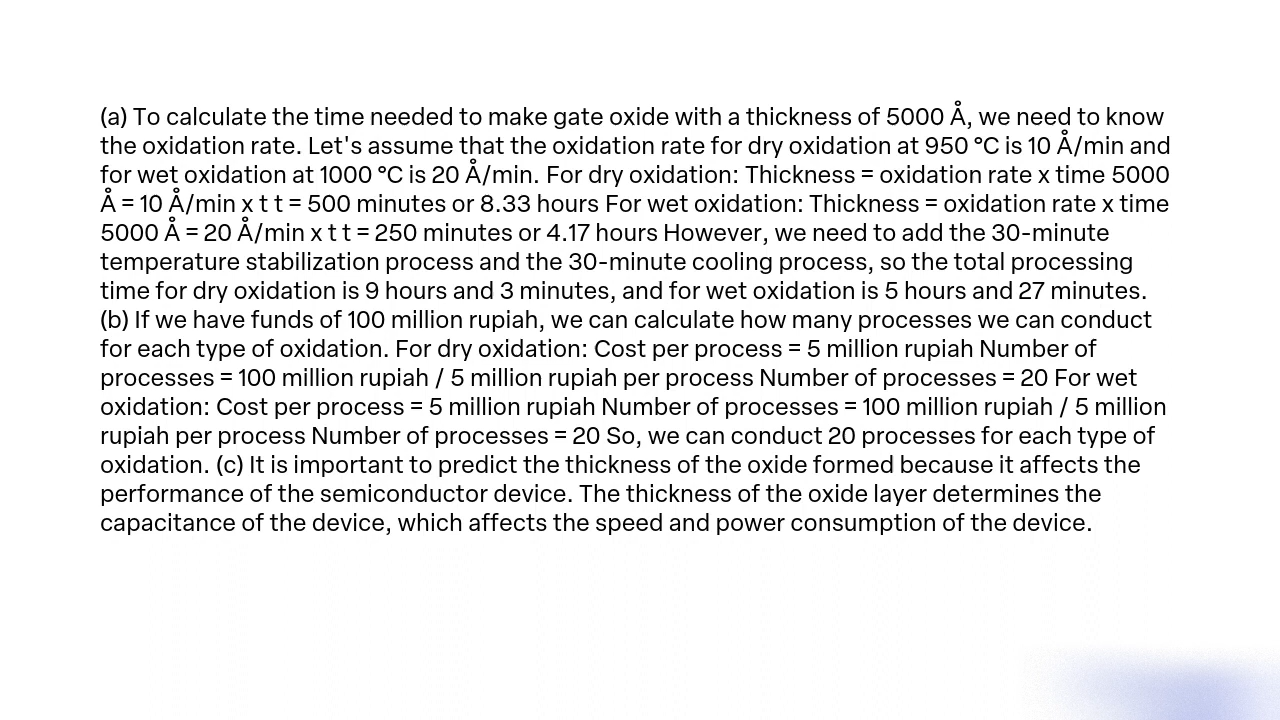 (a) To calculate the time needed to make gate oxide with a thickness of 5000 Å, we need to know
the oxidation rate. Let's assume that the oxidation rate for dry oxidation at 950 °C is 10 Å/min and
for wet oxidation at 1000 °C is 20 Å/min. For dry oxidation: Thickness = oxidation rate x time 5000
Å = 10 Å/min x t t = 500 minutes or 8.33 hours For wet oxidation: Thickness = oxidation rate x time
5000 Å = 20 Å/min x t t = 250 minutes or 4.17 hours However, we need to add the 30-minute
temperature stabilization process and the 30-minute cooling process, so the total processing
time for dry oxidation is 9 hours and 3 minutes, and for wet oxidation is 5 hours and 27 minutes.
(b) If we have funds of 100 million rupiah, we can calculate how many processes we can conduct
for each type of oxidation. For dry oxidation: Cost per process = 5 million rupiah Number of
processes = 100 million rupiah / 5 million rupiah per process Number of processes = 20 For wet
oxidation: Cost per process = 5 million rupiah Number of processes = 100 million rupiah / 5 million
rupiah per process Number of processes = 20 So, we can conduct 20 processes for each type of
oxidation. (c) It is important to predict the thickness of the oxide formed because it affects the
performance of the semiconductor device. The thickness of the oxide layer determines the
capacitance of the device, which affects the speed and power consumption of the device.